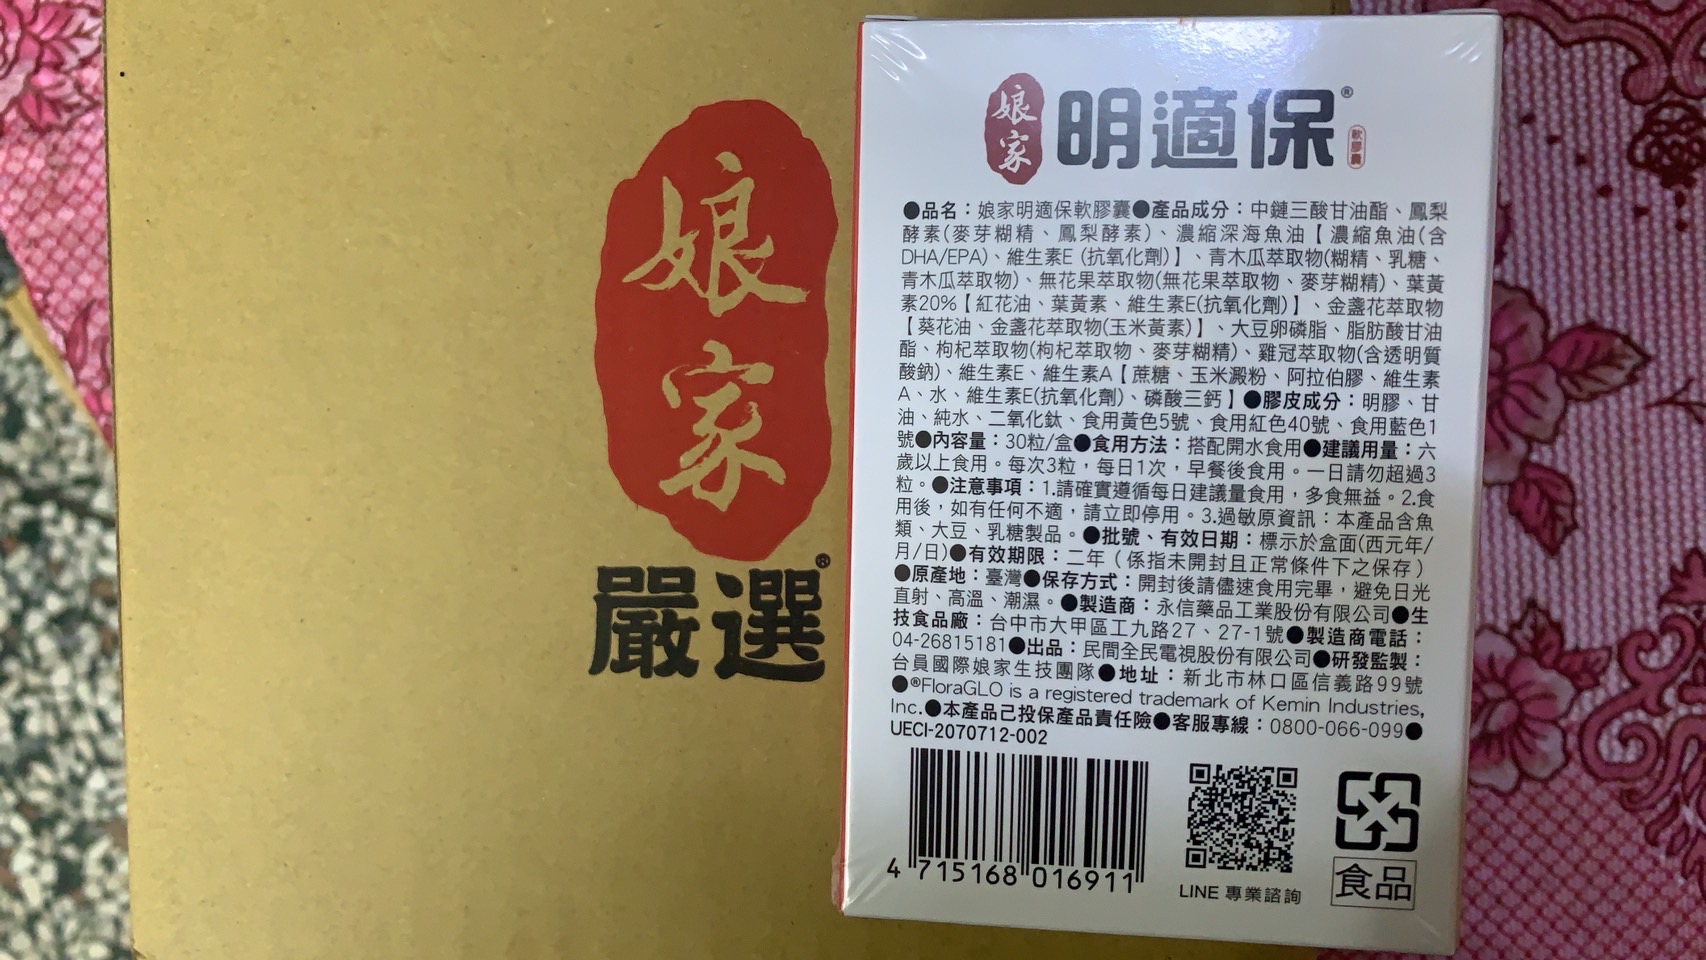 娘家
嚴選®
娘家 明適保® 軟膠囊
●品名：娘家明適保軟膠囊●產品成分：中鏈三酸甘油酯、鳳梨
酵素(麥芽糊精、鳳梨酵素)、濃縮深海魚油【濃縮魚油(含
DHA/EPA)、維生素E (抗氧化劑)】、青木瓜萃取物(糊精、乳糖、
青木瓜萃取物)、無花果萃取物(無花果萃取物、麥芽糊精)、葉黃
素20%【紅花油、葉黃素、維生素E(抗氧化劑)】、金盞花萃取物
【葵花油、金盞花萃取物(玉米黃素)】、大豆卵磷脂、脂肪酸甘油
酯、枸杞萃取物(枸杞萃取物、麥芽糊精)、雞冠萃取物(含透明質
酸鈉)、維生素E、維生素A【蔗糖、玉米澱粉、阿拉伯膠、維生素
A、水、維生素E(抗氧化劑)、磷酸三鈣】●膠皮成分：明膠、甘
油、純水、二氧化鈦、食用黃色5號、食用紅色40號、食用藍色1
號●內容量：30粒/盒●食用方法：搭配開水食用●建議用量：六
歲以上食用。每次3粒，每日1次，早餐後食用。一日請勿超過3
粒。●注意事項：1.請確實遵循每日建議量食用，多食無益。2.食
用後，如有任何不適，請立即停用。3.過敏原資訊：本產品含魚
類、大豆、乳糖製品。●批號、有效日期：標示於盒面(西元年/
月/日)●有效期限：二年（係指未開封且正常條件下之保存）
●原產地：臺灣●保存方式：開封後請儘速食用完畢，避免日光
直射、高溫、潮濕。●製造商：永信藥品工業股份有限公司●生
技食品廠：台中市大甲區工九路27、27-1號●製造商電話：
04-26815181●出品：民間全民電視股份有限公司●研發監製：
台員國際娘家生技團隊●地址：新北市林口區信義路99號
●®FloraGLO is a registered trademark of Kemin Industries,
Inc.●本產品已投保產品責任險●客服專線：0800-066-099●
UECI-2070712-002
4 715168 016911
LINE 專業諮詢
食品